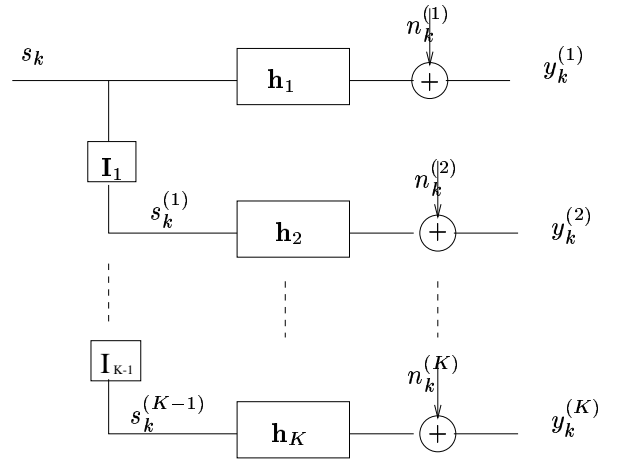 n_k^{(1)}
s_k h_1 + y_k^{(1)}
I_1
n_k^{(2)}
s_k^{(1)} h_2 + y_k^{(2)}
I_{K-1}
n_k^{(K)}
s_k^{(K-1)} h_K + y_k^{(K)}